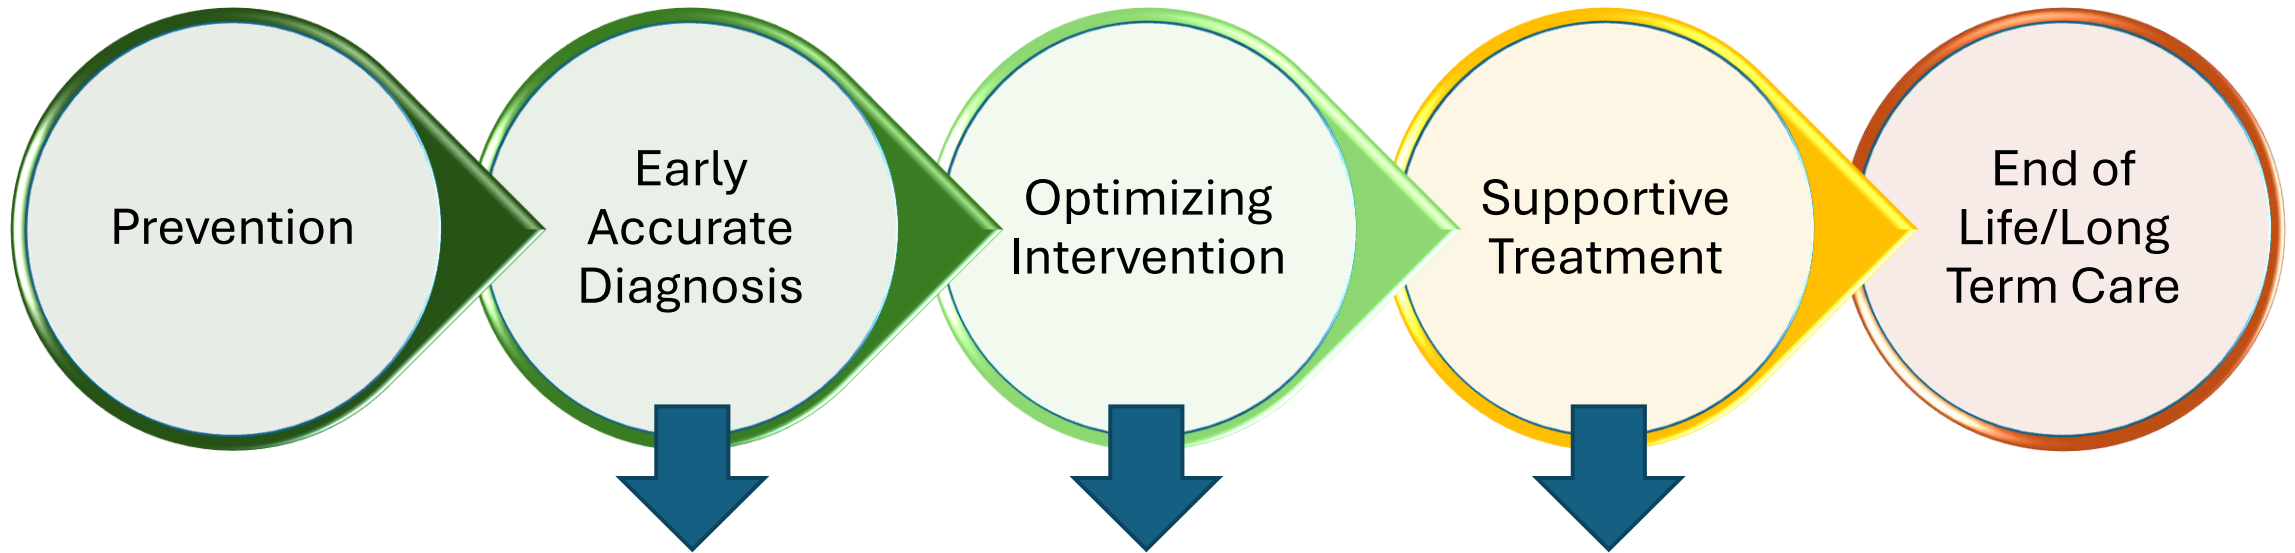 Prevention
Early
Accurate
Diagnosis
Optimizing
Intervention
Supportive
Treatment
End of
Life/Long
Term Care